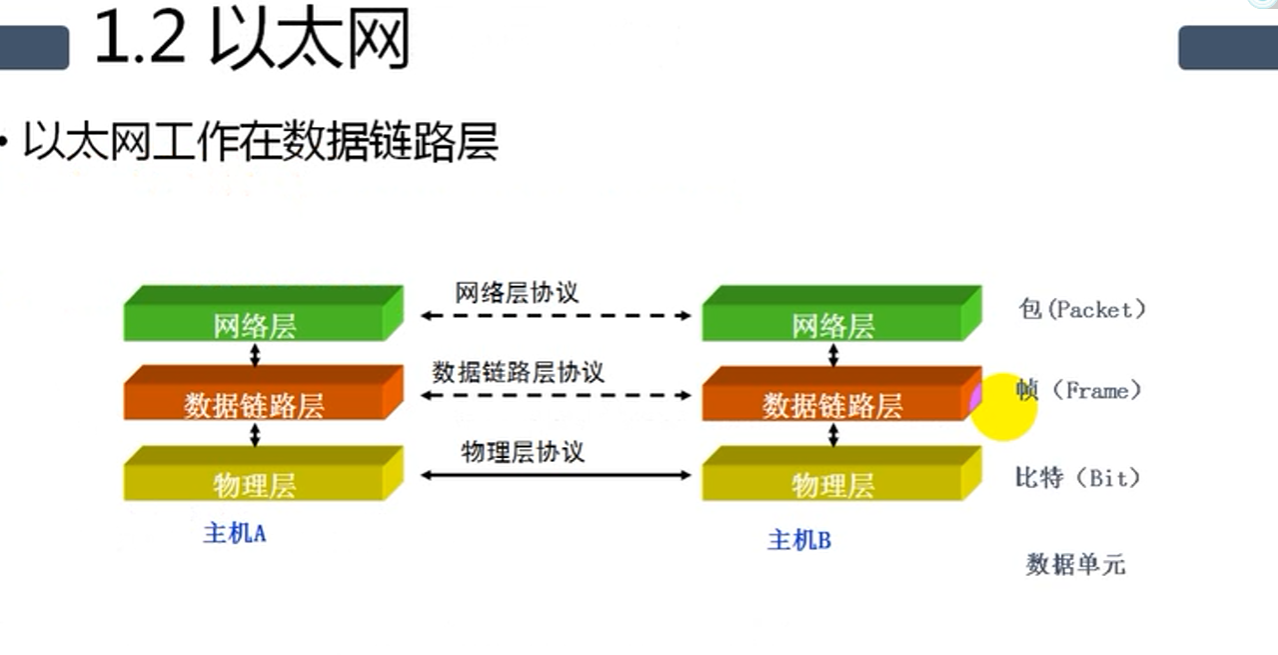 1.2 以太网
• 以太网工作在数据链路层
网络层协议
网络层
网络层
包(Packet)
数据链路层协议
数据链路层
数据链路层
帧（Frame）
物理层协议
物理层
物理层
比特（Bit）
主机A
主机B
数据单元